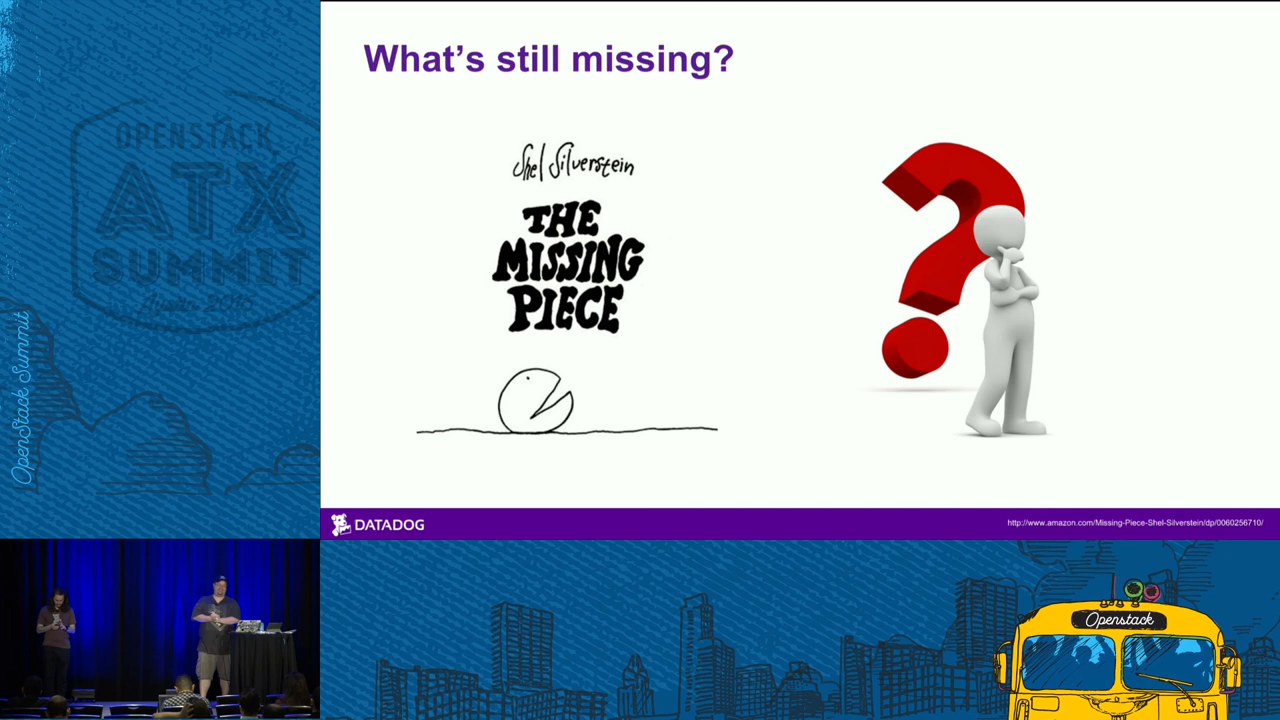 What's still missing?
Shel Silverstein
THE
MISSING
PIECE
DATADOG
http://www.amazon.com/Missing-Piece-Shel-Silverstein/dp/0060256710/
OPENSTACK
ATX
SUMMIT
OpenStack Summit
Openstack